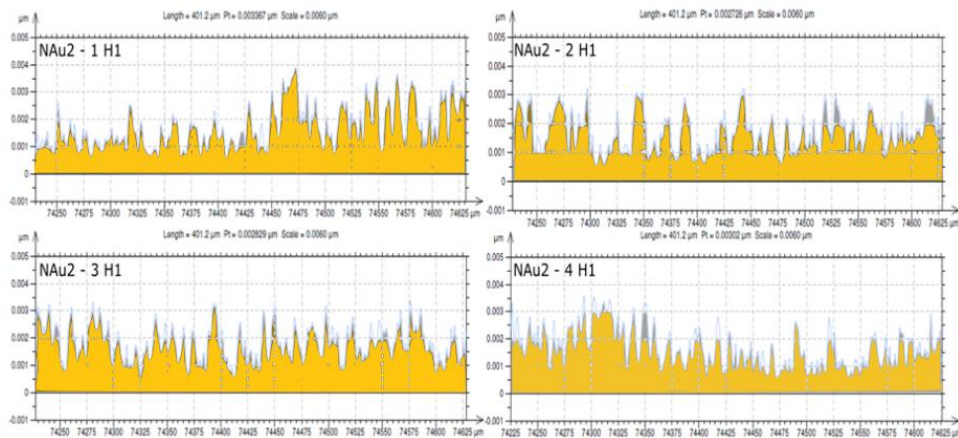 Length = 401.2 µm Pt = 0.003367 µm Scale = 0.0060 µm
µm
NAu2 - 1 H1
0.005
0.004
0.003
0.002
0.001
0
-0.001
74250 74275 74300 74325 74350 74375 74400 74425 74450 74475 74500 74525 74550 74575 74600 74625 µm
Length = 401.2 µm Pt = 0.002726 µm Scale = 0.0060 µm
µm
NAu2 - 2 H1
0.005
0.004
0.003
0.002
0.001
0
-0.001
74250 74275 74300 74350 74375 74400 74425 74450 74475 74500 74525 74550 74575 74600 74625 µm
Length = 401.2 µm Pt = 0.002829 µm Scale = 0.0060 µm
µm
NAu2 - 3 H1
0.005
0.004
0.003
0.002
0.001
0
-0.001
74250 74275 74300 74325 74350 74375 74400 74425 74450 74475 74500 74525 74550 74575 74600 74625 µm
Length = 401.2 µm Pt = 0.00302 µm Scale = 0.0060 µm
µm
NAu2 - 4 H1
0.005
0.004
0.003
0.002
0.001
0
-0.001
74225 74250 74275 74300 74325 74350 74375 74400 74425 74450 74475 74500 74525 74550 74575 74600 74625 µm